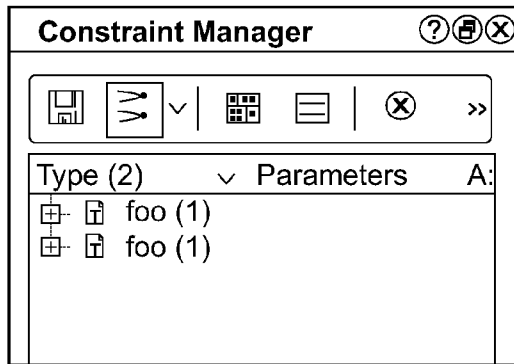 Constraint Manager
Type (2) Parameters A:
foo (1)
foo (1)